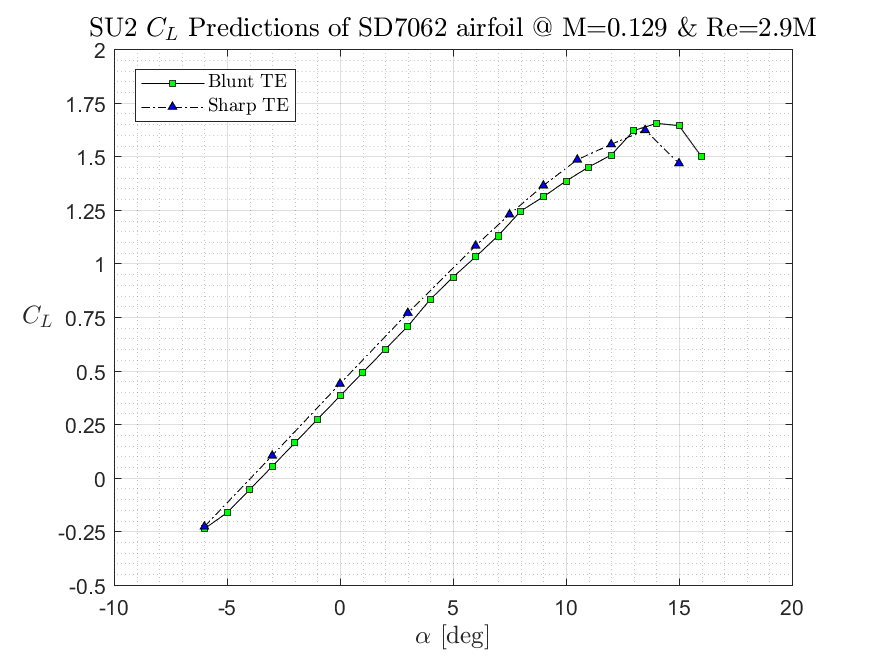 SU2 C_L Predictions of SD7062 airfoil @ M=0.129 & Re=2.9M
2
Blunt TE
Sharp TE
1.75
1.5
1.25
1
C_L
0.75
0.5
0.25
0
-0.25
-0.5
-10 -5 0 5 10 15 20
α [deg]